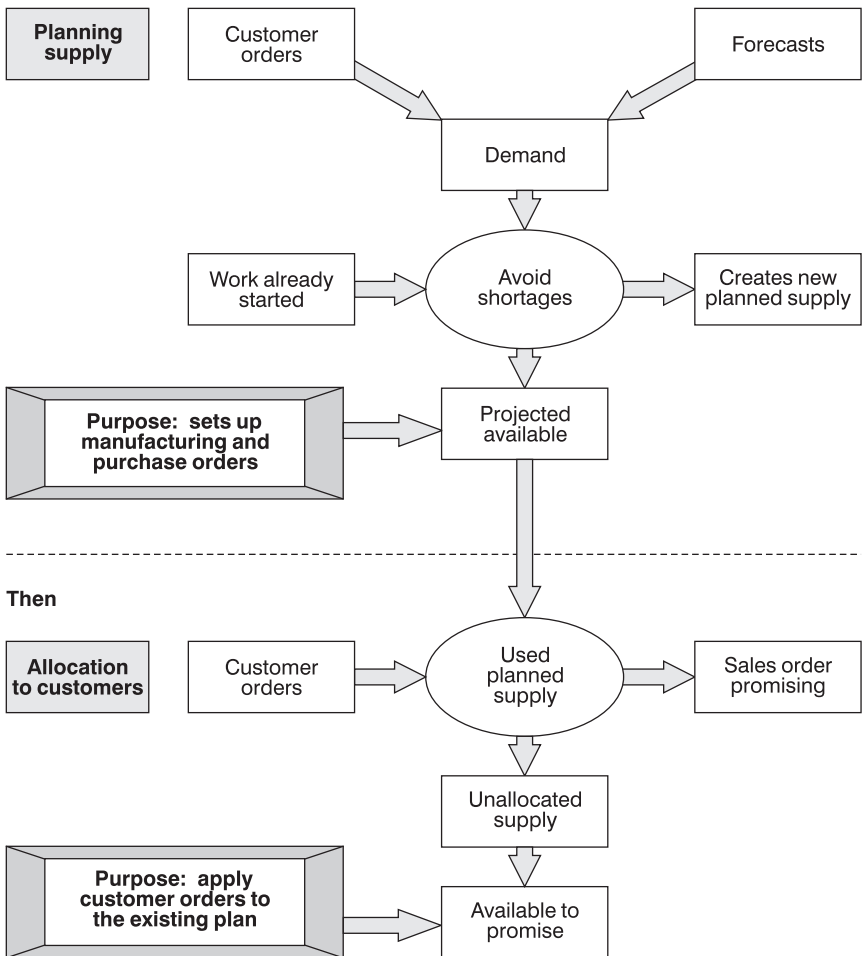 Planning
supply
Customer
orders
Forecasts
Demand
Work already
started
Avoid
shortages
Creates new
planned supply
Purpose: sets up
manufacturing and
purchase orders
Projected
available
Then
Allocation
to customers
Customer
orders
Used
planned
supply
Sales order
promising
Unallocated
supply
Purpose: apply
customer orders to
the existing plan
Available to
promise